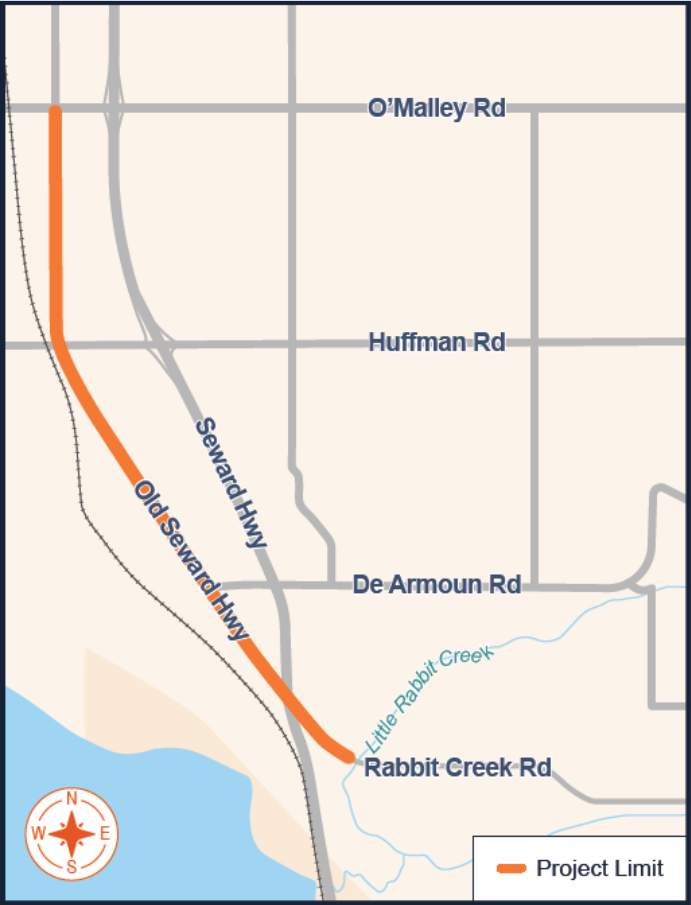 O'Malley Rd
Huffman Rd
Seward Hwy
Old Seward Hwy
De Armoun Rd
Little Rabbit Creek
Rabbit Creek Rd
N
W E
S
Project Limit